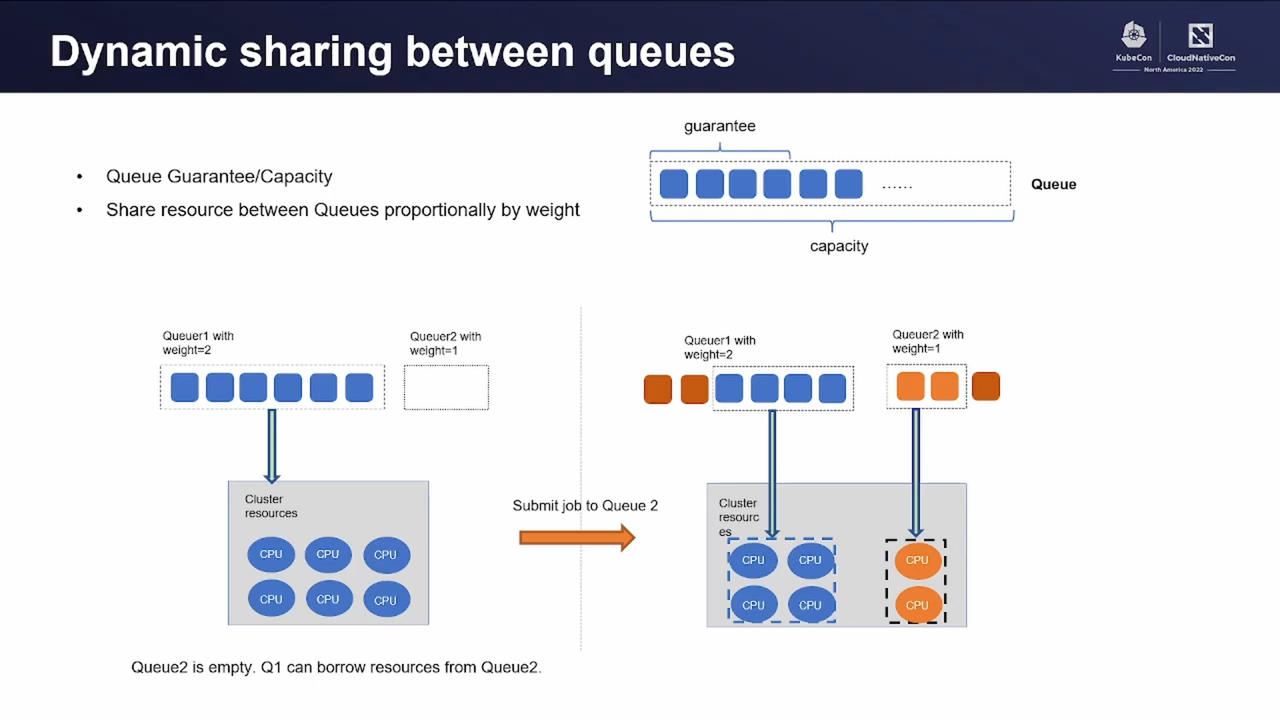 Dynamic sharing between queues
KubeCon
CloudNativeCon
North America 2022
• Queue Guarantee/Capacity
• Share resource between Queues proportionally by weight
guarantee
......
Queue
capacity
Queuer1 with
weight=2
Queuer2 with
weight=1
Cluster
resources
CPU CPU CPU
CPU CPU CPU
Queue2 is empty. Q1 can borrow resources from Queue2.
Submit job to Queue 2
Queuer1 with
weight=2
Queuer2 with
weight=1
Cluster
resourc
es
CPU CPU CPU
CPU CPU CPU